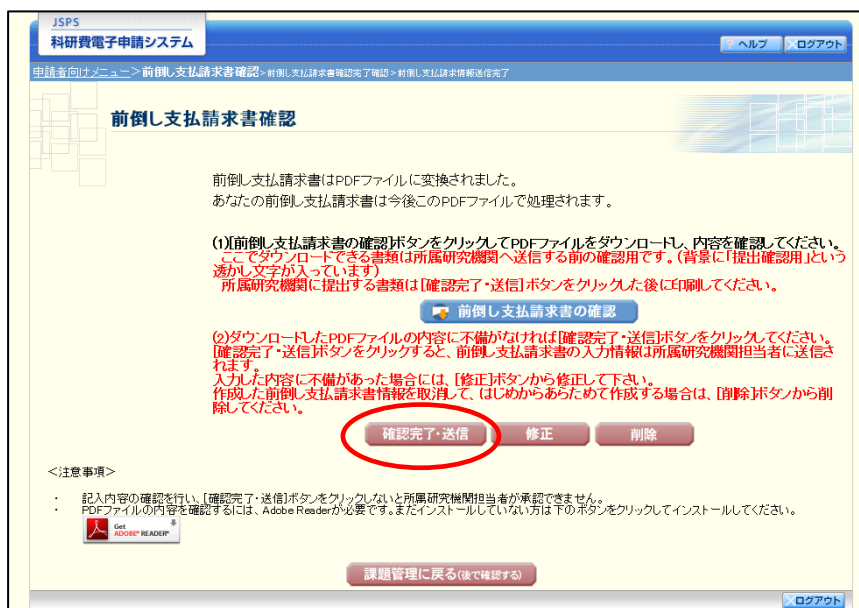 JSPS
科研費電子申請システム
ヘルプ
ログアウト
申請者向けメニュー>前倒し支払請求書確認>前倒し支払請求書確認完了確認>前倒し支払請求情報送信完了
前倒し支払請求書確認
前倒し支払請求書はPDFファイルに変換されました。
あなたの前倒し支払請求書は今後このPDFファイルで処理されます。
(1)[前倒し支払請求書の確認]ボタンをクリックしてPDFファイルをダウンロードし、内容を確認してください。
ここでダウンロードできる書類は所属研究機関へ送信する前の確認用です。(背景に「提出確認用」という
透かし文字が入っています)
所属研究機関に提出する書類は[確認完了・送信]ボタンをクリックした後に印刷してください。
前倒し支払請求書の確認
(2)ダウンロードしたPDFファイルの内容に不備がなければ[確認完了・送信]ボタンをクリックしてください。
[確認完了・送信]ボタンをクリックすると、前倒し支払請求書の入力情報は所属研究機関担当者に送信さ
れます。
入力した内容に不備があった場合には、[修正]ボタンから修正して下さい。
作成した前倒し支払請求書情報を取消して、はじめからあらためて作成する場合は、[削除]ボタンから削
除してください。
確認完了・送信
修正
削除
<注意事項>
・ 記入内容の確認を行い、[確認完了・送信]ボタンをクリックしないと所属研究機関担当者が承認できません。
・ PDFファイルの内容を確認するには、Adobe Readerが必要です。まだインストールしていない方は下のボタンをクリックしてインストールしてください。
Get
ADOBE® READER®
課題管理に戻る(後で確認する)
ログアウト